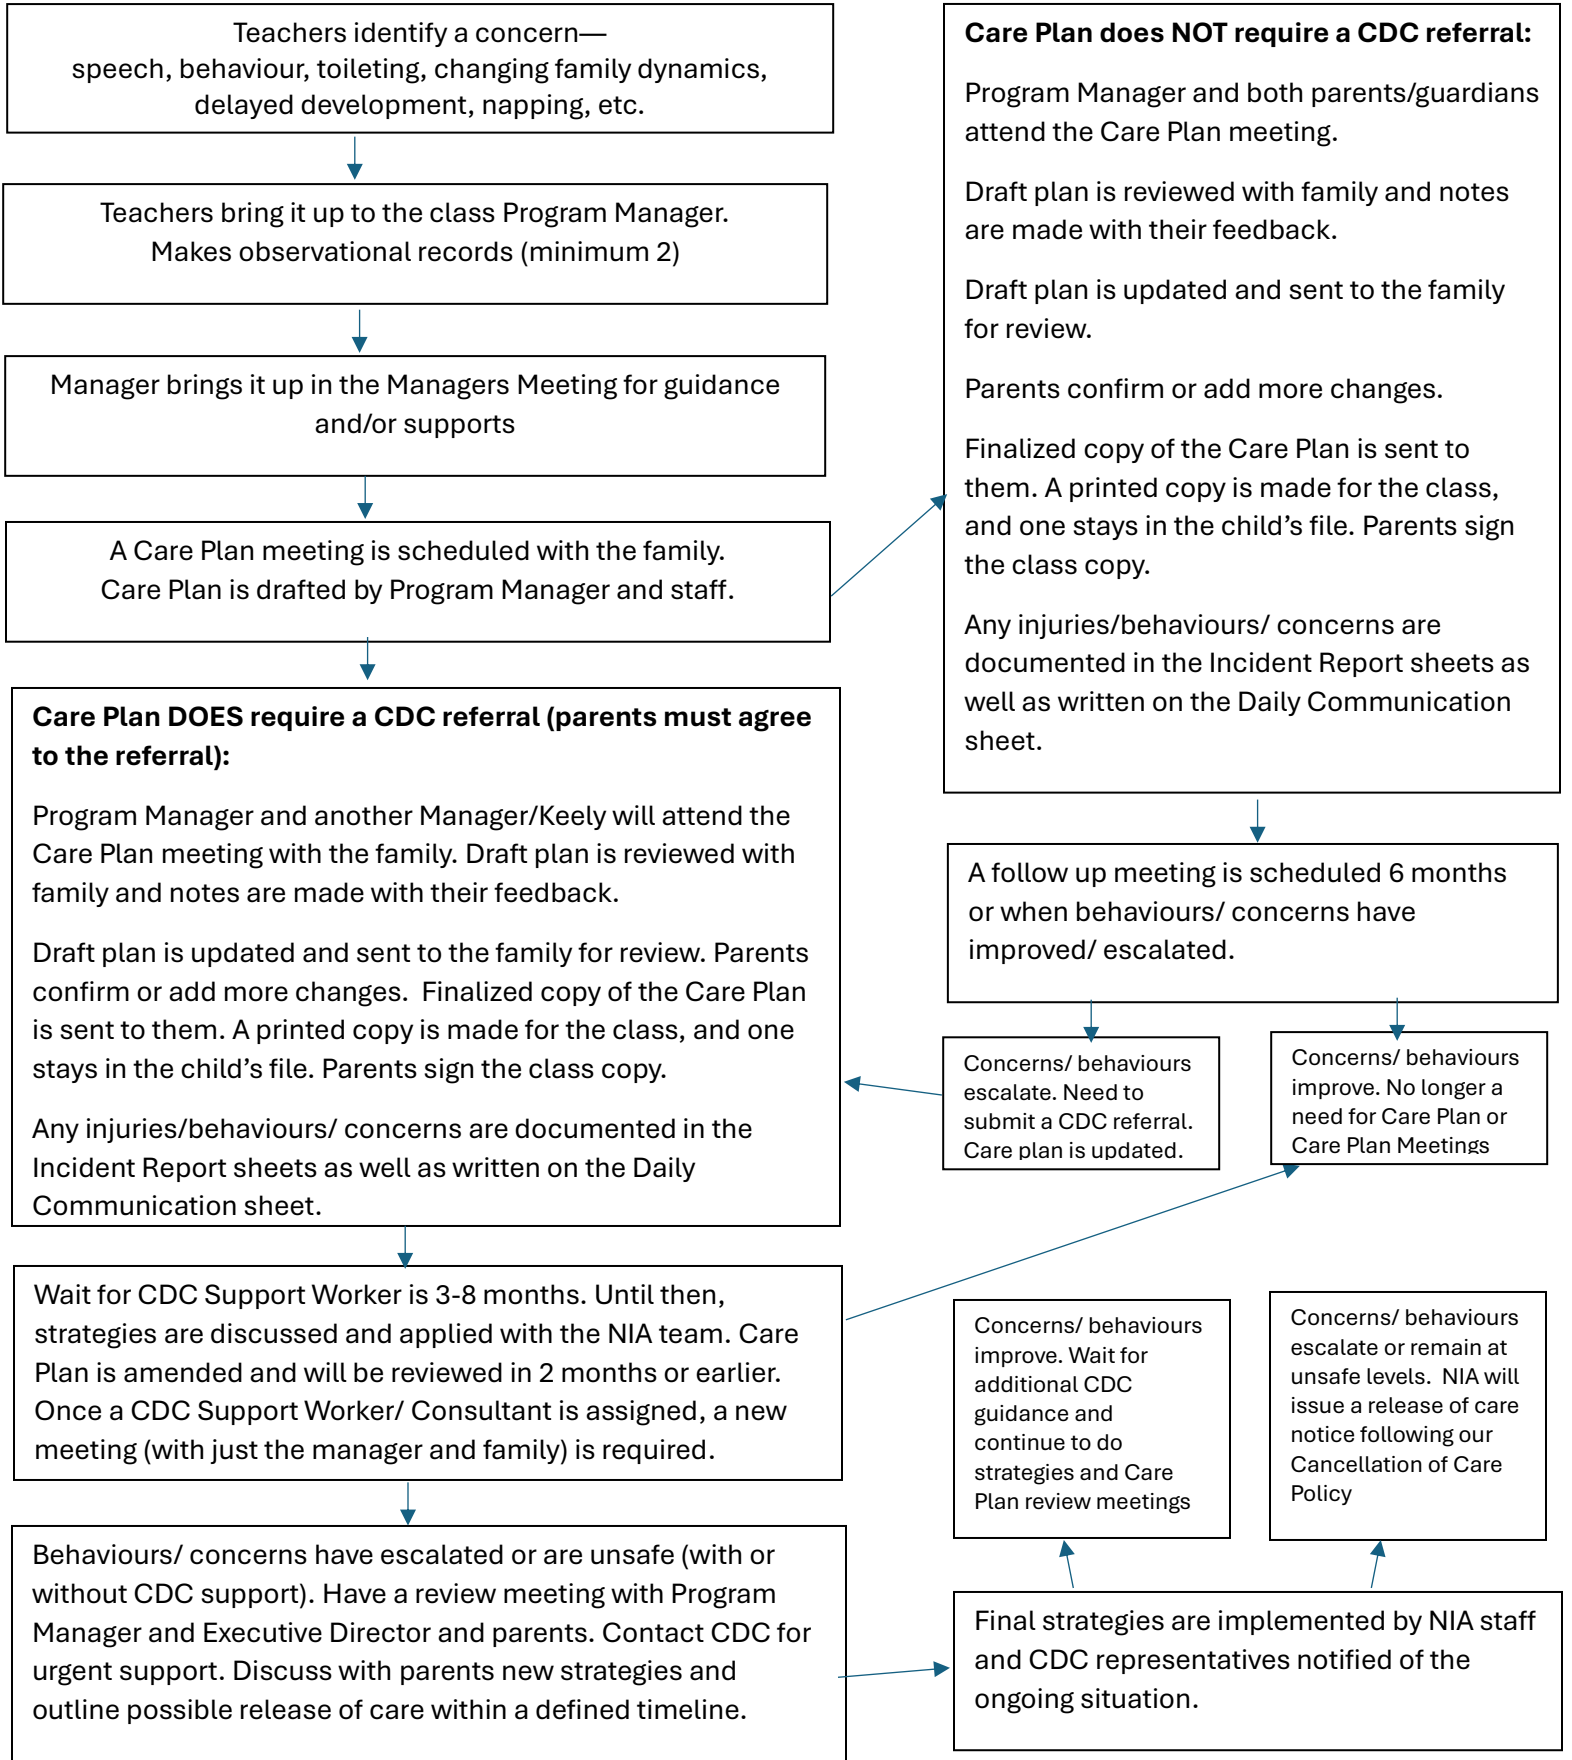 Teachers identify a concern—
speech, behaviour, toileting, changing family dynamics,
delayed development, napping, etc.
Teachers bring it up to the class Program Manager.
Makes observational records (minimum 2)
Manager brings it up in the Managers Meeting for guidance
and/or supports
A Care Plan meeting is scheduled with the family.
Care Plan is drafted by Program Manager and staff.
Care Plan does NOT require a CDC referral:
Program Manager and both parents/guardians
attend the Care Plan meeting.
Draft plan is reviewed with family and notes
are made with their feedback.
Draft plan is updated and sent to the family
for review.
Parents confirm or add more changes.
Finalized copy of the Care Plan is sent to
them. A printed copy is made for the class,
and one stays in the child’s file. Parents sign
the class copy.
Any injuries/behaviours/ concerns are
documented in the Incident Report sheets as
well as written on the Daily Communication
sheet.
Care Plan DOES require a CDC referral (parents must agree
to the referral):
Program Manager and another Manager/Keely will attend the
Care Plan meeting with the family. Draft plan is reviewed with
family and notes are made with their feedback.
Draft plan is updated and sent to the family for review. Parents
confirm or add more changes.  Finalized copy of the Care Plan
is sent to them. A printed copy is made for the class, and one
stays in the child’s file. Parents sign the class copy.
Any injuries/behaviours/ concerns are documented in the
Incident Report sheets as well as written on the Daily
Communication sheet.
A follow up meeting is scheduled 6 months
or when behaviours/ concerns have
improved/ escalated.
Concerns/ behaviours
escalate. Need to
submit a CDC referral.
Care plan is updated.
Concerns/ behaviours
improve. No longer a
need for Care Plan or
Care Plan Meetings
Wait for CDC Support Worker is 3-8 months. Until then,
strategies are discussed and applied with the NIA team. Care
Plan is amended and will be reviewed in 2 months or earlier.
Once a CDC Support Worker/ Consultant is assigned, a new
meeting (with just the manager and family) is required.
Behaviours/ concerns have escalated or are unsafe (with or
without CDC support). Have a review meeting with Program
Manager and Executive Director and parents. Contact CDC for
urgent support. Discuss with parents new strategies and
outline possible release of care within a defined timeline.
Concerns/ behaviours
improve. Wait for
additional CDC
guidance and
continue to do
strategies and Care
Plan review meetings
Concerns/ behaviours
escalate or remain at
unsafe levels.  NIA will
issue a release of care
notice following our
Cancellation of Care
Policy
Final strategies are implemented by NIA staff
and CDC representatives notified of the
ongoing situation.